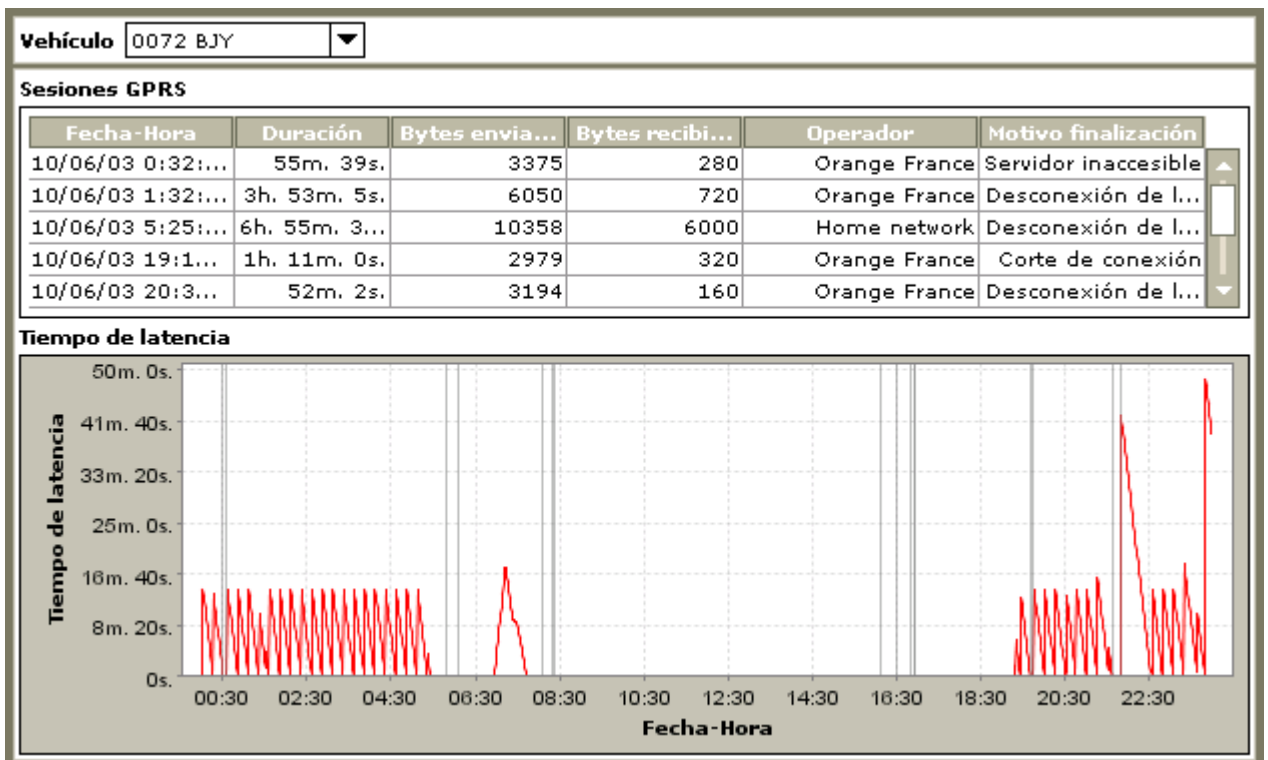 Vehículo 0072 BJY
Sesiones GPRS
Fecha-Hora Duración Bytes envia... Bytes recibi... Operador Motivo finalización
10/06/03 0:32:... 55m. 39s. 3375 280 Orange France Servidor inaccesible
10/06/03 1:32:... 3h. 53m. 5s. 6050 720 Orange France Desconexión de l...
10/06/03 5:25:... 6h. 55m. 3... 10358 6000 Home network Desconexión de l...
10/06/03 19:1... 1h. 11m. 0s. 2979 320 Orange France Corte de conexión
10/06/03 20:3... 52m. 2s. 3194 160 Orange France Desconexión de l...
Tiempo de latencia
Tiempo de latencia
50m. 0s.
41m. 40s.
33m. 20s.
25m. 0s.
16m. 40s.
8m. 20s.
0s.
00:30 02:30 04:30 06:30 08:30 10:30 12:30 14:30 16:30 18:30 20:30 22:30
Fecha-Hora